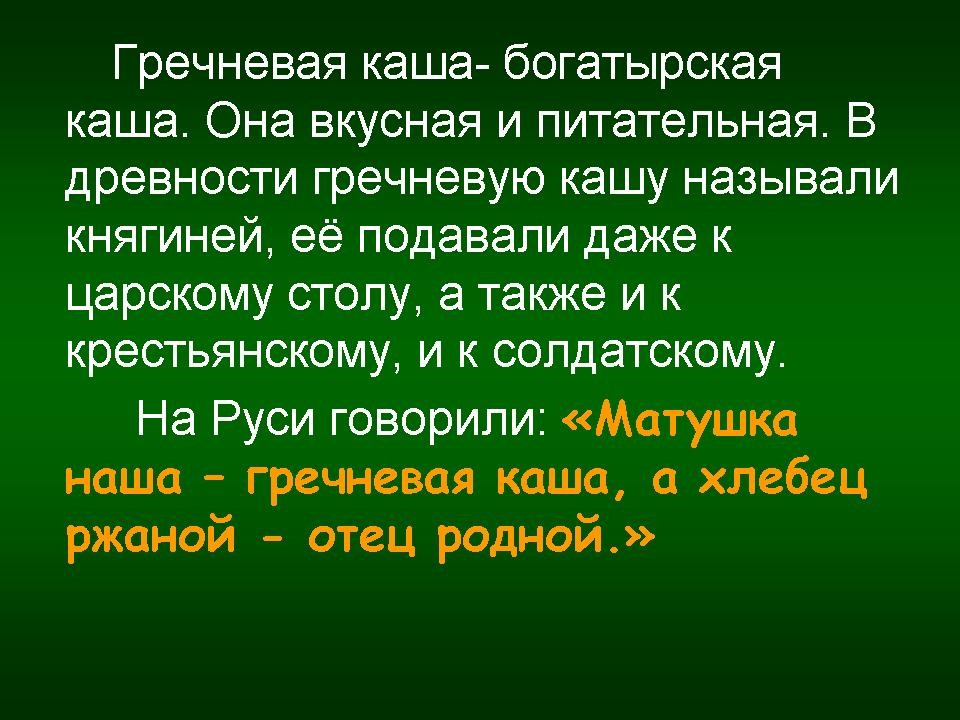 Гречневая каша- богатырская
каша. Она вкусная и питательная. В
древности гречневую кашу называли
княгиней, её подавали даже к
царскому столу, а также и к
крестьянскому, и к солдатскому.
На Руси говорили: «Матушка
наша – гречневая каша, а хлебец
ржаной - отец родной.»